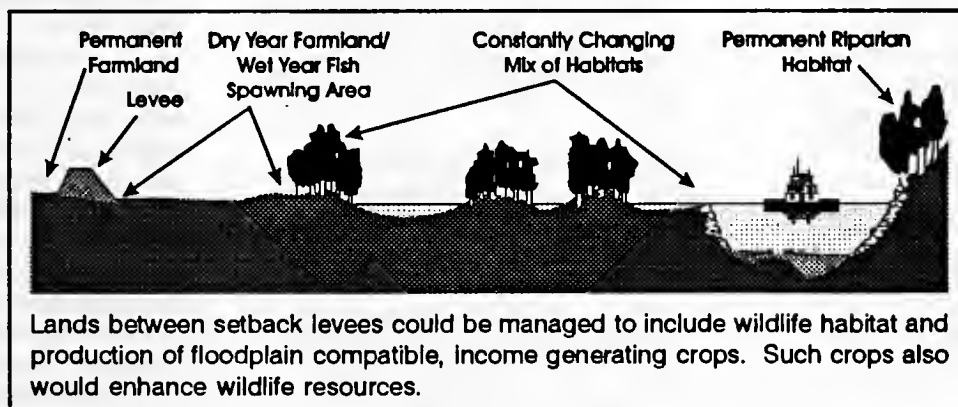 Permanent Farmland
Levee
Dry Year Farmland/
Wet Year Fish
Spawning Area
Constantly Changing
Mix of Habitats
Permanent Riparian
Habitat
Lands between setback levees could be managed to include wildlife habitat and
production of floodplain compatible, income generating crops. Such crops also
would enhance wildlife resources.